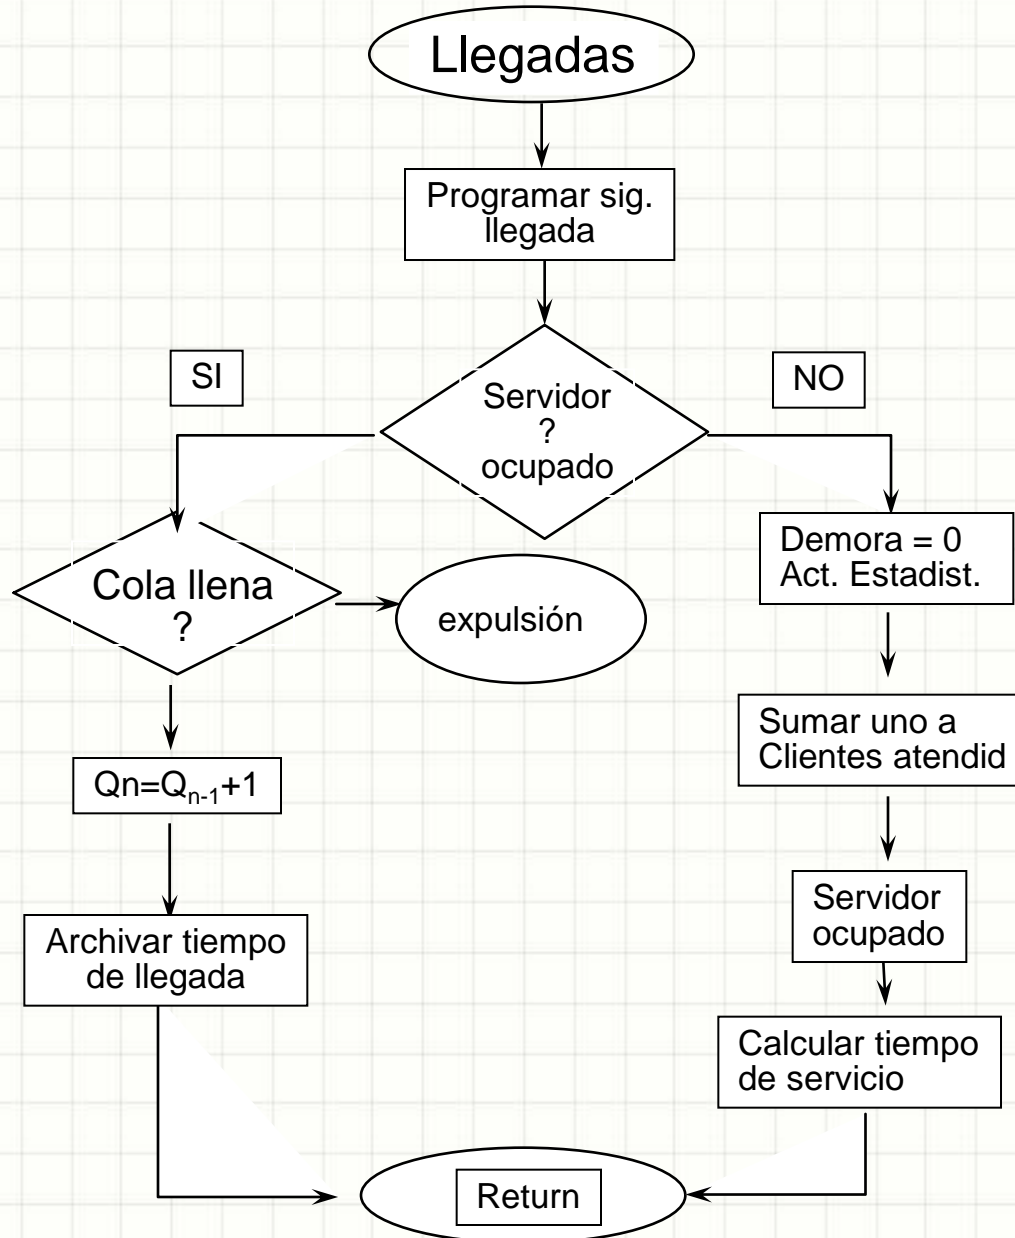 Llegadas
Programar sig.
llegada
SI
NO
Servidor
?
ocupado
Demora = 0
Act. Estadist.
Cola llena
?
expulsión
Sumar uno a
Clientes atendid
Qn=Qn-1+1
Servidor
ocupado
Archivar tiempo
de llegada
Calcular tiempo
de servicio
Return